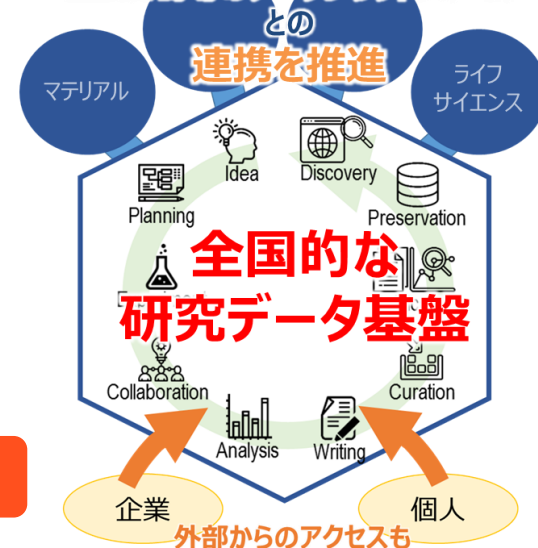 との
連携を推進
マテリアル
ライフ
サイエンス
Idea
Discovery
Planning
Preservation
全国的な
研究データ基盤
Collaboration
Curation
Analysis
Writing
企業
個人
外部からのアクセスも